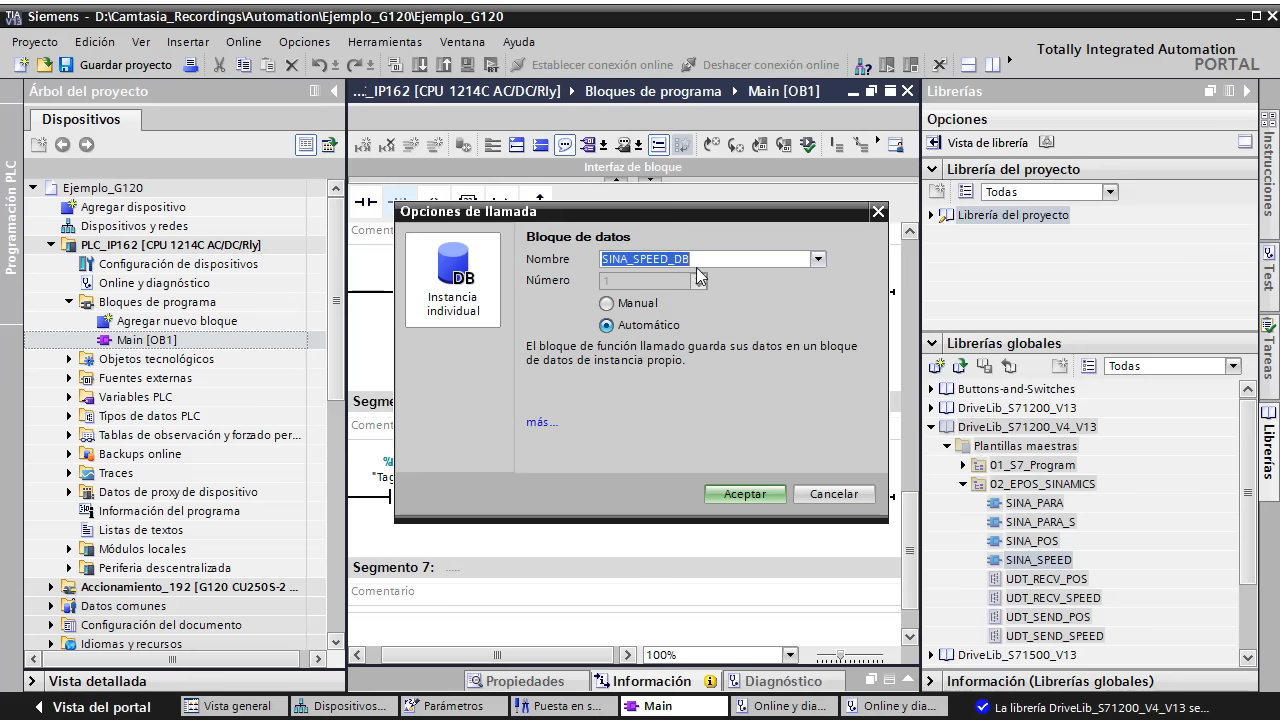 Siemens - D:\Camtasia_Recordings\Automation\Ejemplo_G120\Ejemplo_G120
TIA
V13
Proyecto Edición Ver Insertar Online Opciones Herramientas Ventana Ayuda
Totally Integrated Automation
PORTAL
Guardar proyecto
Establecer conexión online
Deshacer conexión online
Árbol del proyecto
..._IP162 [CPU 1214C AC/DC/Rly] Bloques de programa Main [OB1]
Librerías
Dispositivos
Opciones
Vista de librería
Interfaz de bloque
Programación PLC
Librería del proyecto
Todas
Librería del proyecto
Ejemplo_G120
Agregar dispositivo
Dispositivos y redes
PLC_IP162 [CPU 1214C AC/DC/Rly]
Configuración de dispositivos
Online y diagnóstico
Bloques de programa
Agregar nuevo bloque
Main [OB1]
Objetos tecnológicos
Fuentes externas
Variables PLC
Tipos de datos PLC
Tablas de observación y forzado per...
Backups online
Traces
Datos de proxy de dispositivo
Información del programa
Listas de textos
Módulos locales
Periferia descentralizada
Accionamiento_192 [G120 CU250S-2 ...
Datos comunes
Configuración del documento
Idiomas y recursos
Vista detallada
Coment
Segment
Coment
"Tag
Opciones de llamada
Bloque de datos
Nombre SINA_SPEED_DB
Número 1
Manual
Automático
DB
Instancia
individual
El bloque de función llamado guarda sus datos en un bloque
de datos de instancia propio.
más...
Aceptar Cancelar
Segmento 7: .....
Comentario
100%
Propiedades Información Diagnóstico
Librerías globales
Todas
Buttons-and-Switches
DriveLib_S71200_V13
DriveLib_S71200_V4_V13
Plantillas maestras
01_S7_Program
02_EPOS_SINAMICS
SINA_PARA
SINA_PARA_S
SINA_POS
SINA_SPEED
UDT_RECV_POS
UDT_RECV_SPEED
UDT_SEND_POS
UDT_SEND_SPEED
DriveLib_S71500_V13
Información (Librerías globales)
Instrucciones
Test
Tareas
Librerías
Vista del portal
Vista general
Dispositivos...
Parámetros
Puesta en s...
Main
Online y dia...
Online y dia...
La librería DriveLib_S71200_V4_V13 se...